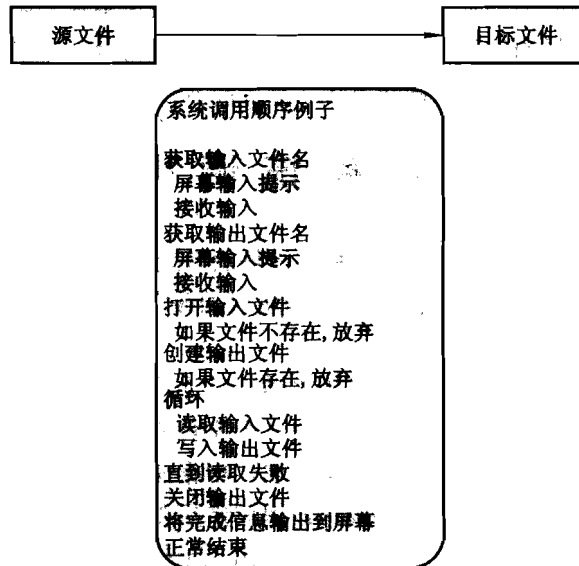 源文件
目标文件
系统调用顺序例子
获取输入文件名
屏幕输入提示
接收输入
获取输出文件名
屏幕输入提示
接收输入
打开输入文件
如果文件不存在,放弃
创建输出文件
如果文件存在,放弃
循环
读取输入文件
写入输出文件
直到读取失败
关闭输出文件
将完成信息输出到屏幕
正常结束